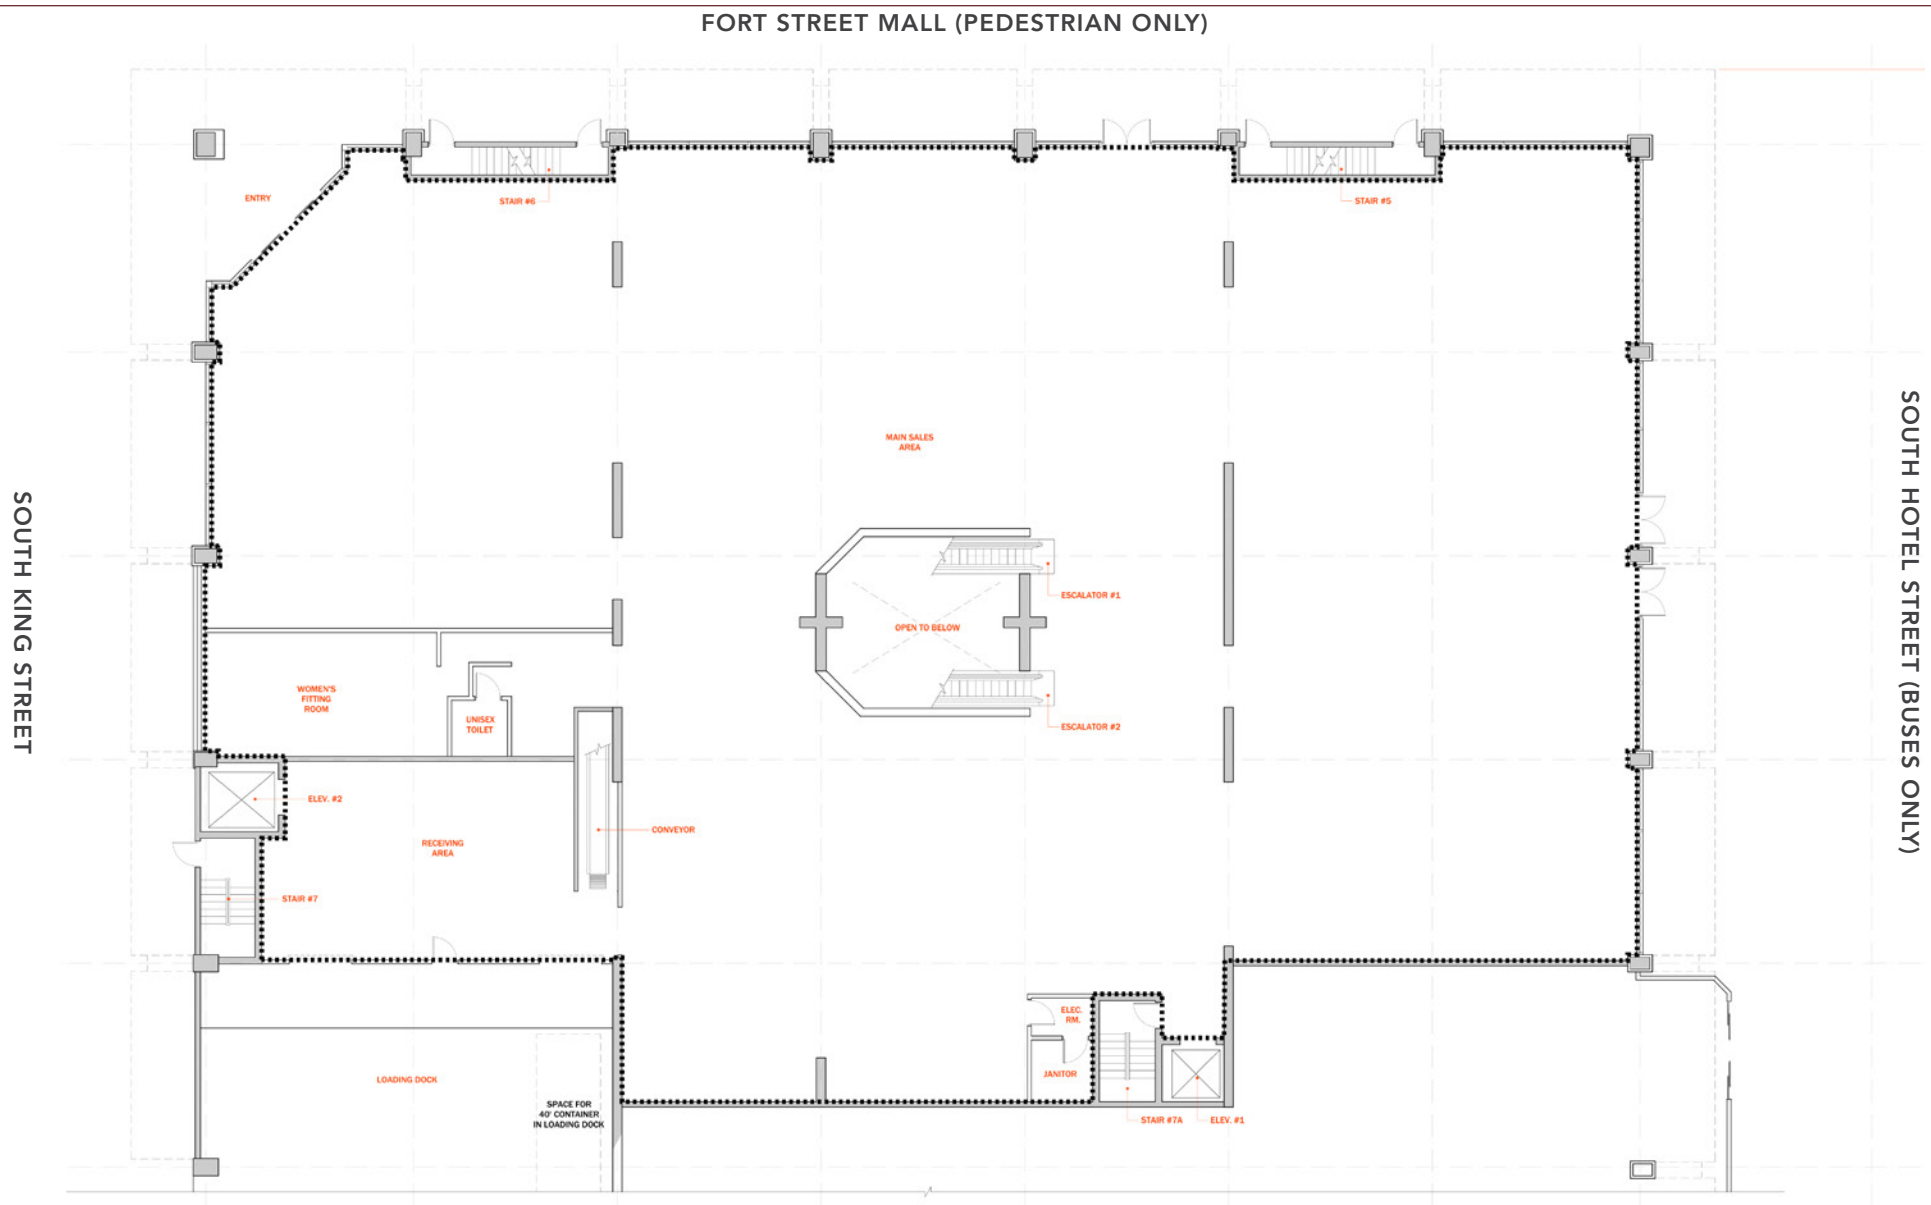 FORT STREET MALL (PEDESTRIAN ONLY)
ENTRY
STAIR #6
STAIR #5
MAIN SALES
AREA
SOUTH KING STREET
SOUTH HOTEL STREET (BUSES ONLY)
ESCALATOR #1
OPEN TO BELOW
WOMEN'S
FITTING
ROOM
UNISEX
TOILET
ESCALATOR #2
ELEV. #2
CONVEYOR
RECEIVING
AREA
STAIR #7
ELEC.
RM.
JANITOR
LOADING DOCK
SPACE FOR
40' CONTAINER
IN LOADING DOCK
STAIR #7A
ELEV. #1